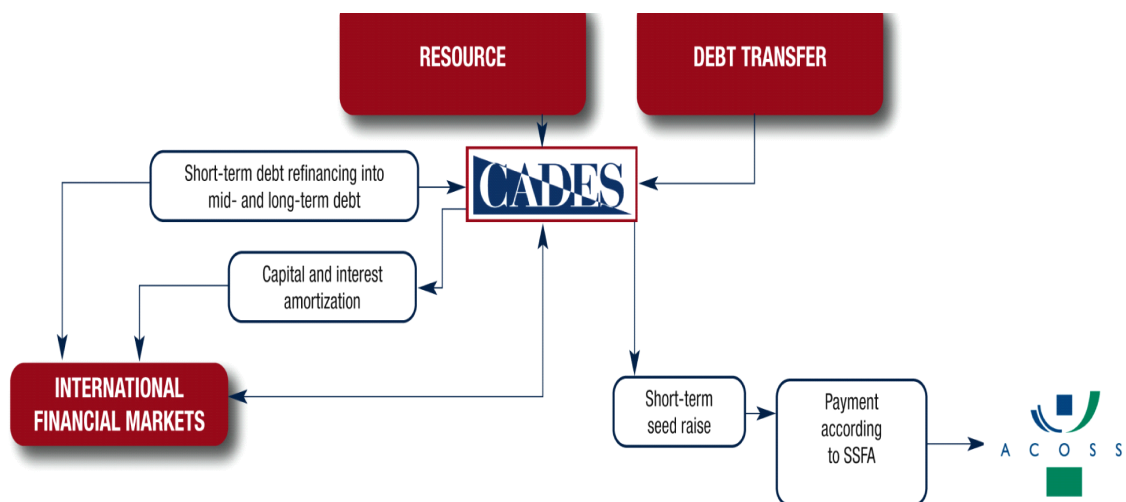 RESOURCE
DEBT TRANSFER
Short-term debt refinancing into
mid- and long-term debt
CADES
Capital and interest
amortization
INTERNATIONAL
FINANCIAL MARKETS
Short-term
seed raise
Payment
according
to SSFA
ACOSS